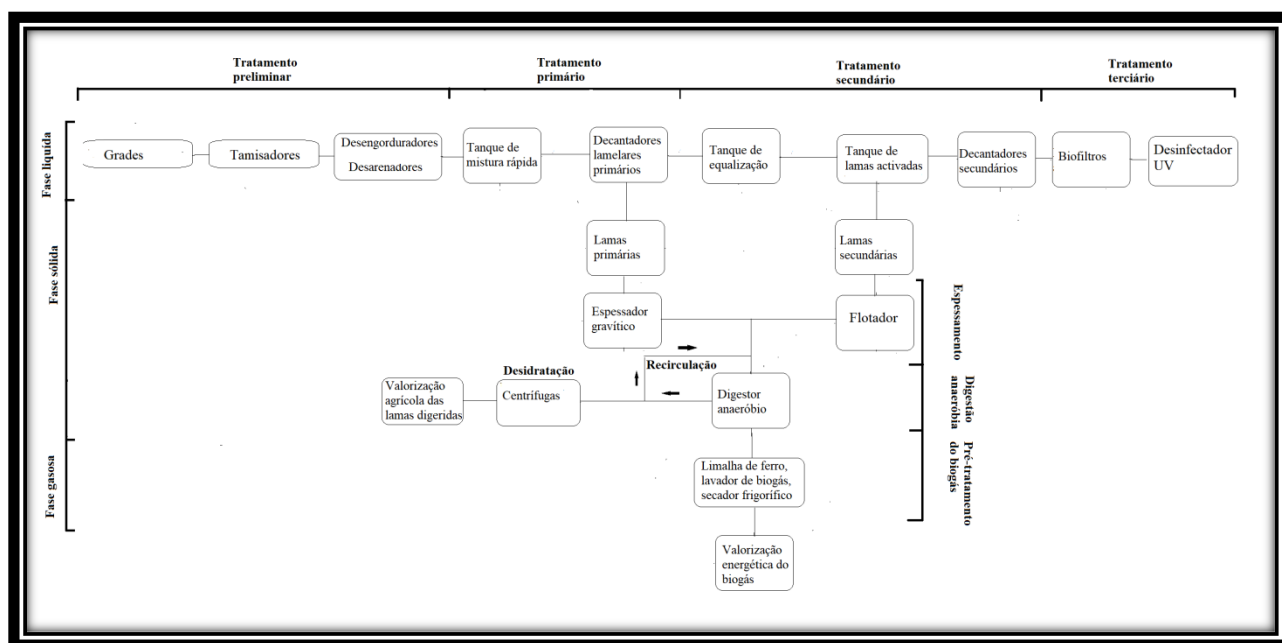 Tratamento
preliminar
Tratamento
primário
Tratamento
secundário
Tratamento
terciário
Fase líquida
Grades
Tamisadores
Desengorduradores
Desarenadores
Tanque de
mistura rápida
Decantadores
lamelares
primários
Tanque de
equalização
Tanque de
lamas activadas
Decantadores
secundários
Biofiltros
Desinfectador
UV
Fase sólida
Lamas
primárias
Lamas
secundárias
Espessador
gravítico
Flotador
Espessamento
Recirculação
Desidratação
Valorização
agrícola das
lamas digeridas
Centrífugas
Digestor
anaeróbio
Digestão
anaeróbia
Fase gasosa
Limalha de ferro,
lavador de biogás,
secador frigorífico
Pré-tratamento
do biogás
Valorização
energética do
biogás